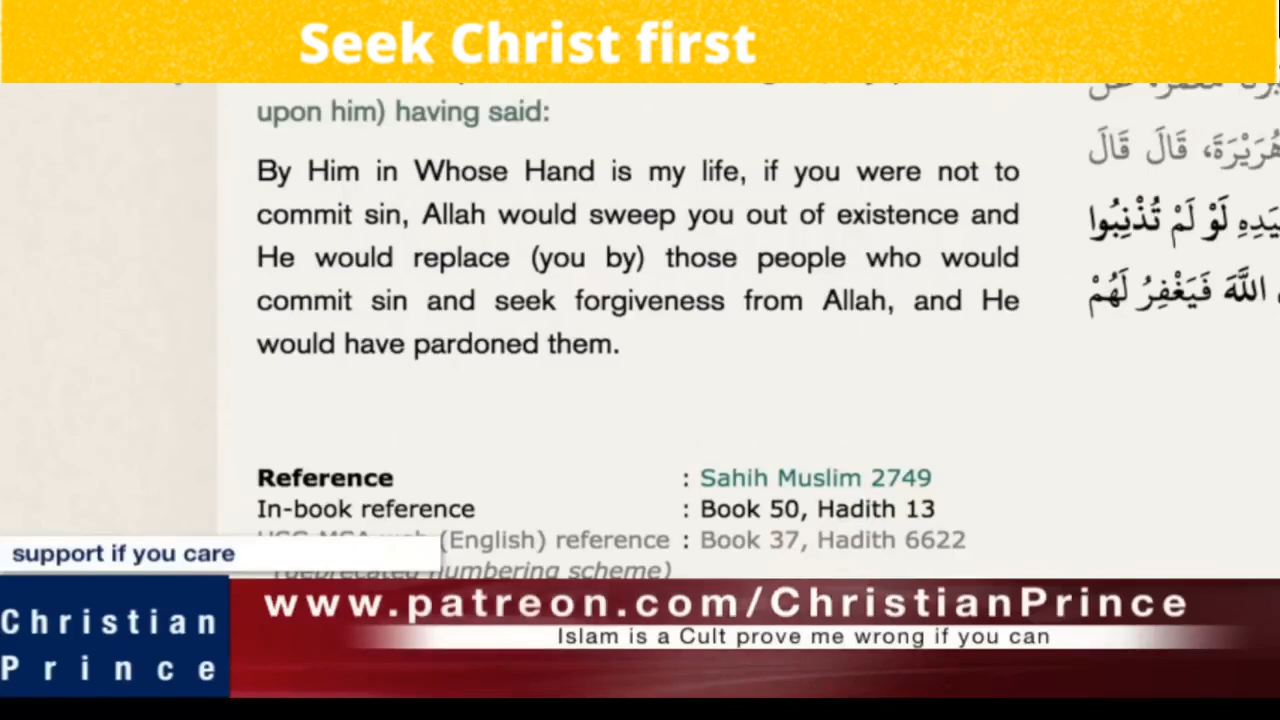 Seek Christ first
upon him) having said:
By Him in Whose Hand is my life, if you were not to
commit sin, Allah would sweep you out of existence and
He would replace (you by) those people who would
commit sin and seek forgiveness from Allah, and He
would have pardoned them.
هُرَيْرَةَ، قَالَ قَالَ
بِيَدِهِ لَوْ لَمْ تُذْنِبُوا
اللَّهَ فَيَغْفِرُ لَهُمْ
Reference : Sahih Muslim 2749
In-book reference : Book 50, Hadith 13
(English) reference : Book 37, Hadith 6622
(deprecated numbering scheme)
support if you care
Christian
Prince
www.patreon.com/ChristianPrince
Islam is a Cult prove me wrong if you can